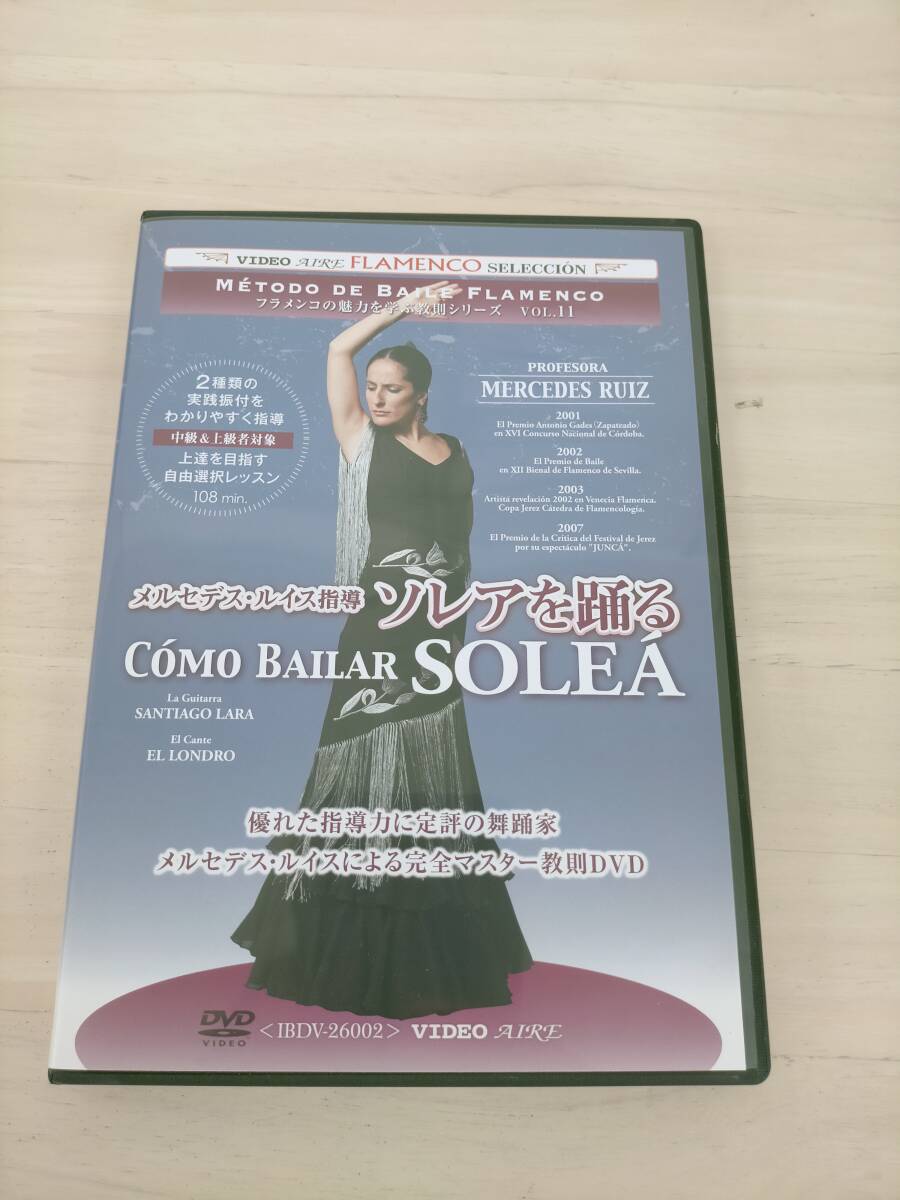 VIDEO AIRE FLAMENCO SELECCIÓN
MÉTODO DE BAILE FLAMENCO
フラメンコの魅力を学ぶ教則シリーズ VOL.11
2種類の
実践振付を
わかりやすく指導
中級&上級者対象
上達を目指す
自由選択レッスン
108 min.
PROFESORA
MERCEDES RUIZ
2001
El Premio Antonio Gades (Zapateado)
en XVI Concurso Nacional de Córdoba.
2002
El Premio de Baile
en XII Bienal de Flamenco de Sevilla.
2003
Artista revelación 2002 en Venecia Flamenca.
Copa Jerez Cátedra de Flamencología.
2007
El Premio de la Crítica del Festival de Jerez
por su espectáculo "JUNCÁ".
メルセデス・ルイス指導 ソレアを踊る
CÓMO BAILAR SOLEÁ
La Guitarra
SANTIAGO LARA
El Cante
EL LONDRO
優れた指導力に定評の舞踊家
メルセデス・ルイスによる完全マスター教則DVD
DVD
VIDEO
<IBDV-26002> VIDEO AIRE